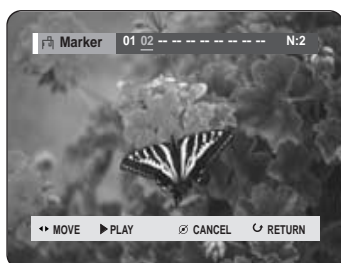 Marker 01 02 -- -- -- -- -- -- -- -- N:2
MOVE PLAY CANCEL RETURN